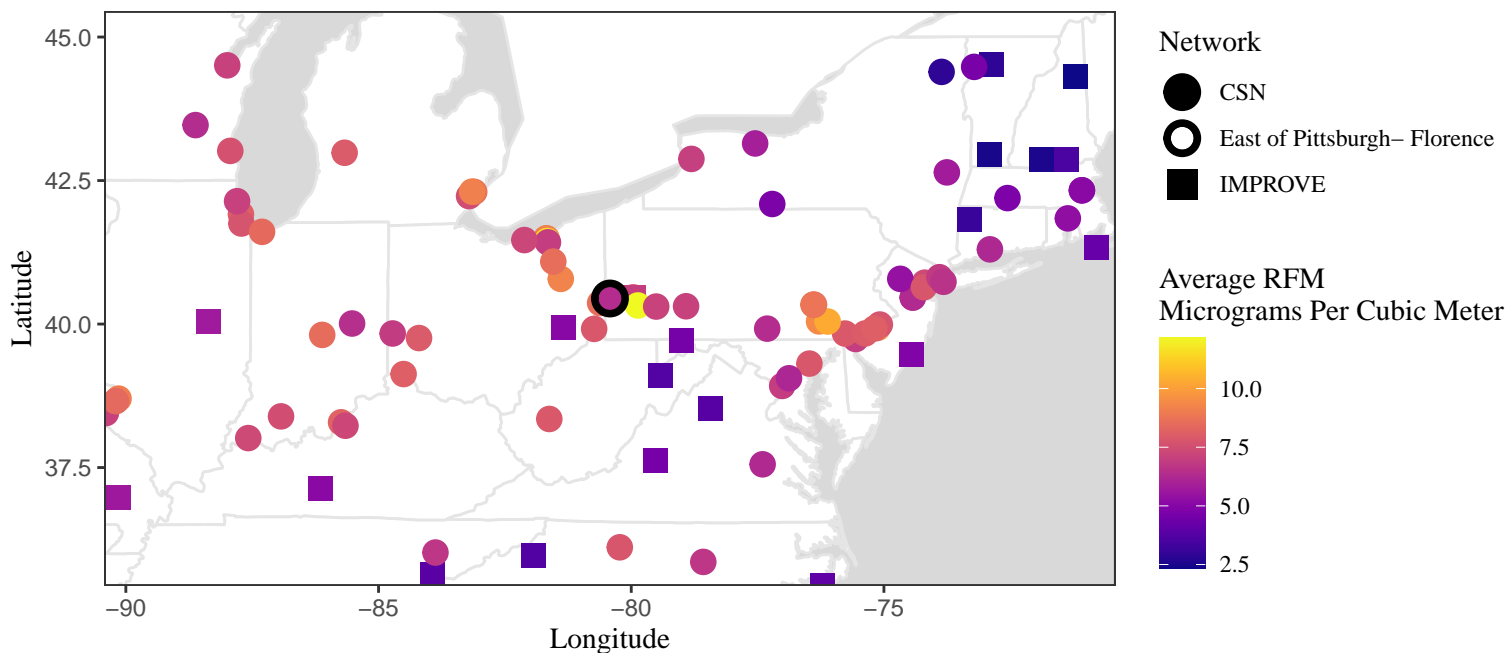 45.0
42.5
40.0
37.5
Latitude
−90
−85
−80
−75
Longitude
Network
CSN
East of Pittsburgh− Florence
IMPROVE
Average RFM
Micrograms Per Cubic Meter
10.0
7.5
5.0
2.5